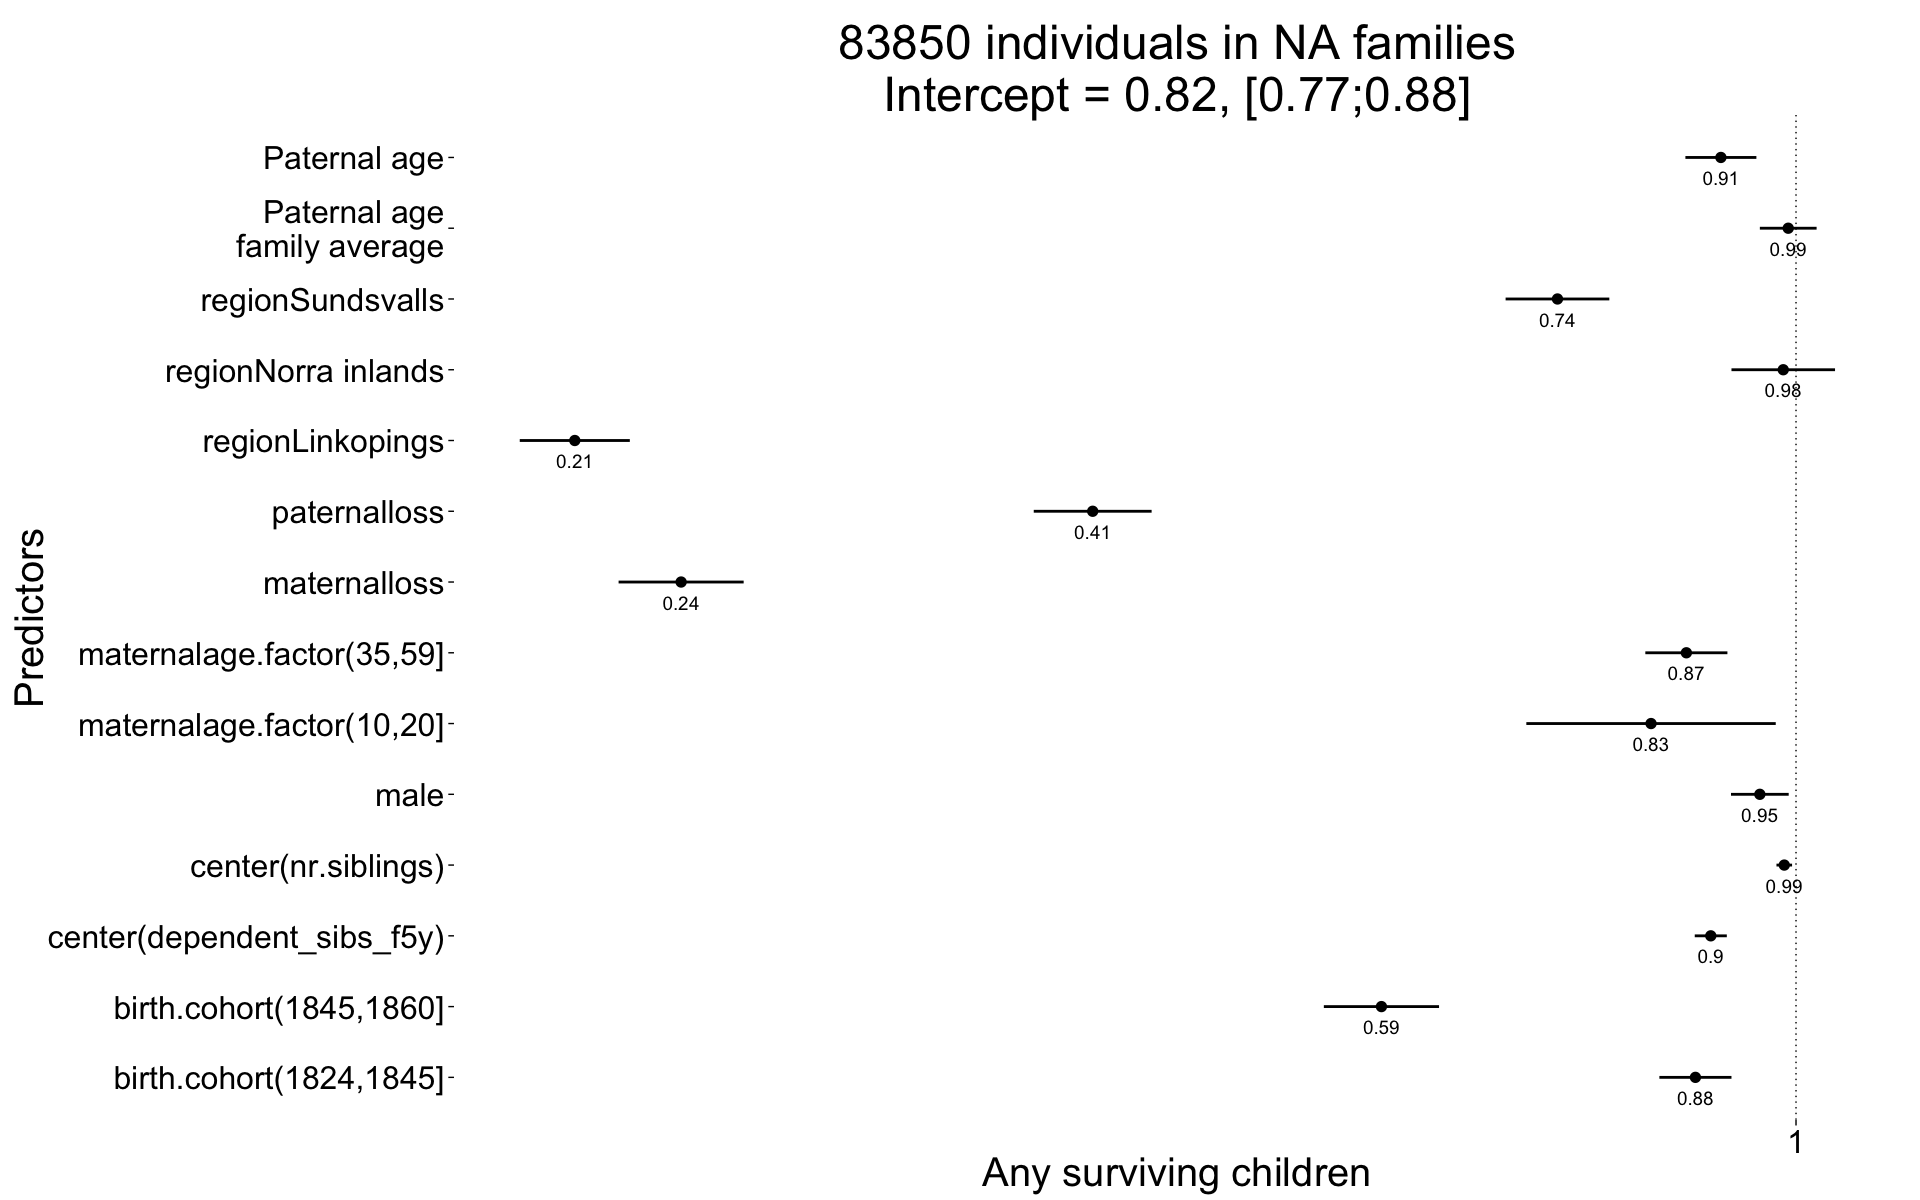 83850 individuals in NA families
Intercept = 0.82, [0.77;0.88]
Predictors
Paternal age
0.91
Paternal age
family average
0.99
regionSundsvalls
0.74
regionNorra inlands
0.98
regionLinkopings
0.21
paternalloss
0.41
maternalloss
0.24
maternalage.factor(35,59]
0.87
maternalage.factor(10,20]
0.83
male
0.95
center(nr.siblings)
0.99
center(dependent_sibs_f5y)
0.9
birth.cohort(1845,1860]
0.59
birth.cohort(1824,1845]
0.88
1
Any surviving children